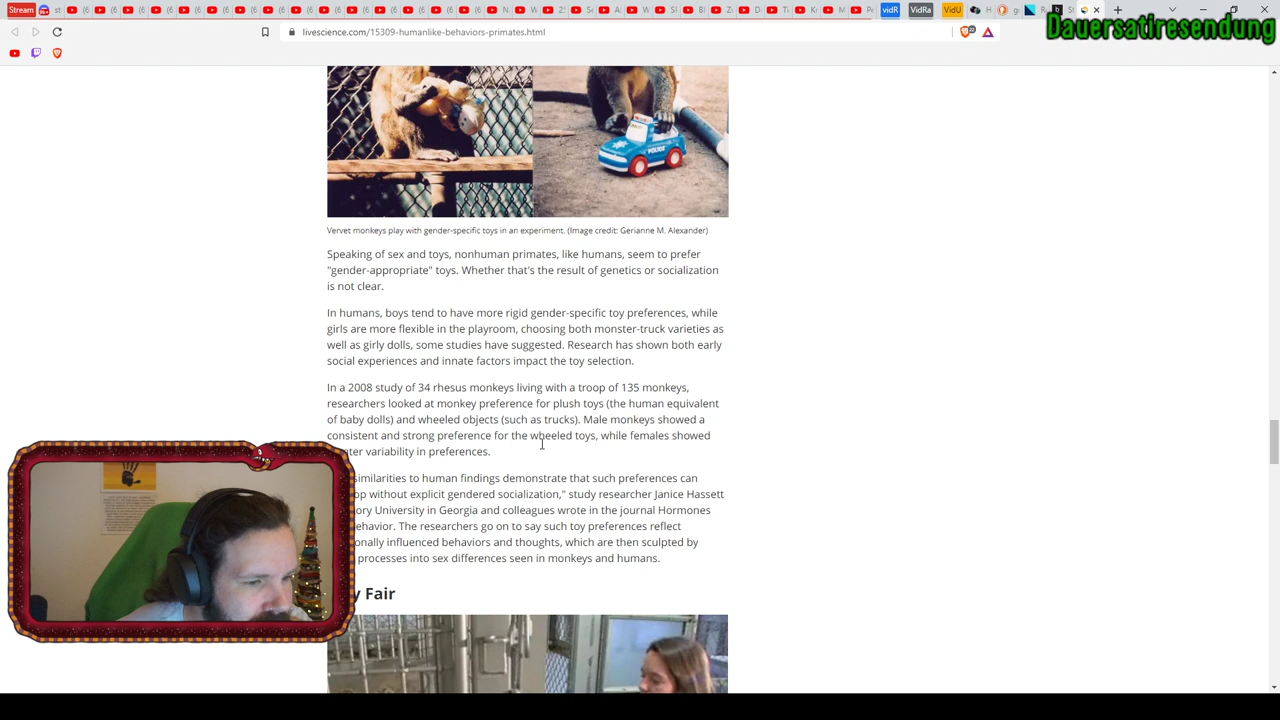 Stream
vidR
VidRa
VidU
Dauersatiresendung
livescience.com/15309-humanlike-behaviors-primates.html
POLICE
Vervet monkeys play with gender-specific toys in an experiment. (Image credit: Gerianne M. Alexander)
Speaking of sex and toys, nonhuman primates, like humans, seem to prefer
"gender-appropriate" toys. Whether that's the result of genetics or socialization
is not clear.
In humans, boys tend to have more rigid gender-specific toy preferences, while
girls are more flexible in the playroom, choosing both monster-truck varieties as
well as girly dolls, some studies have suggested. Research has shown both early
social experiences and innate factors impact the toy selection.
In a 2008 study of 34 rhesus monkeys living with a troop of 135 monkeys,
researchers looked at monkey preference for plush toys (the human equivalent
of baby dolls) and wheeled objects (such as trucks). Male monkeys showed a
consistent and strong preference for the wheeled toys, while females showed
variability in preferences.
similarities to human findings demonstrate that such preferences can
without explicit gendered socialization," study researcher Janice Hassett
University in Georgia and colleagues wrote in the journal Hormones
The researchers go on to say such toy preferences reflect
influenced behaviors and thoughts, which are then sculpted by
processes into sex differences seen in monkeys and humans.
Fair